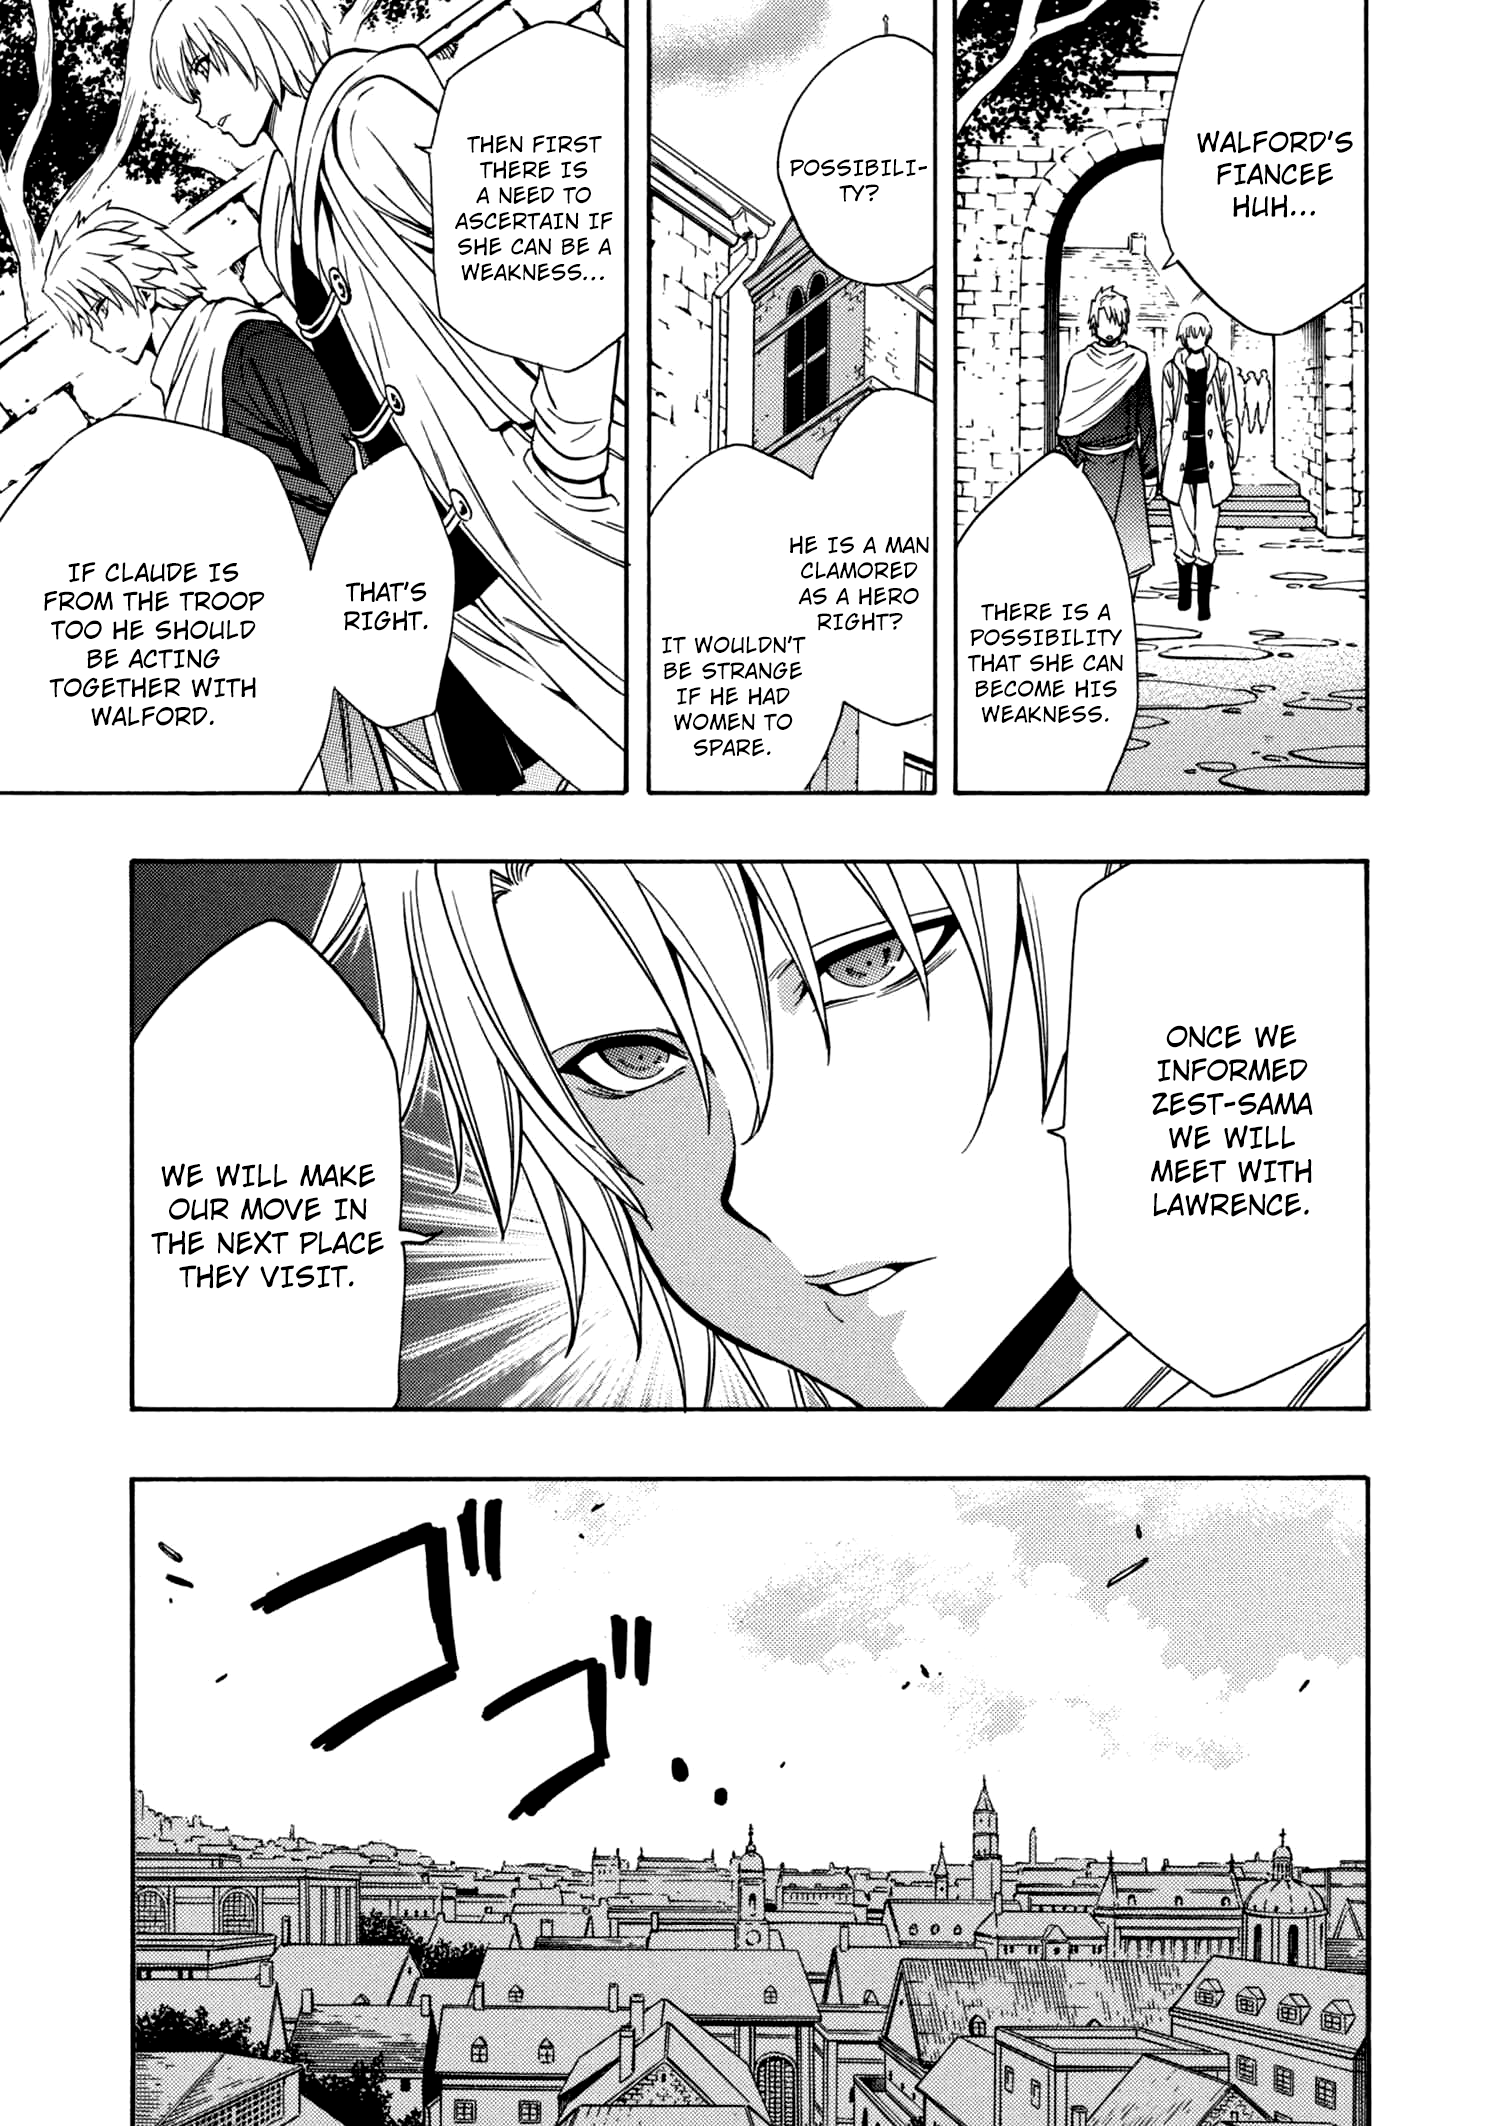 WALFORD'S
FIANCEE
HUH...
THERE IS A
POSSIBILITY
THAT SHE CAN
BECOME HIS
WEAKNESS.
POSSIBILI-
TY?
HE IS A MAN
CLAMORED
AS A HERO
RIGHT?
IT WOULDN'T
BE STRANGE
IF HE HAD
WOMEN TO
SPARE.
THEN FIRST
THERE IS
A NEED TO
ASCERTAIN IF
SHE CAN BE A
WEAKNESS...
THAT'S
RIGHT.
IF CLAUDE IS
FROM THE TROOP
TOO HE SHOULD
BE ACTING
TOGETHER WITH
WALFORD.
ONCE WE
INFORMED
ZEST-SAMA
WE WILL
MEET WITH
LAWRENCE.
WE WILL MAKE
OUR MOVE IN
THE NEXT PLACE
THEY VISIT.
ゴゴ..